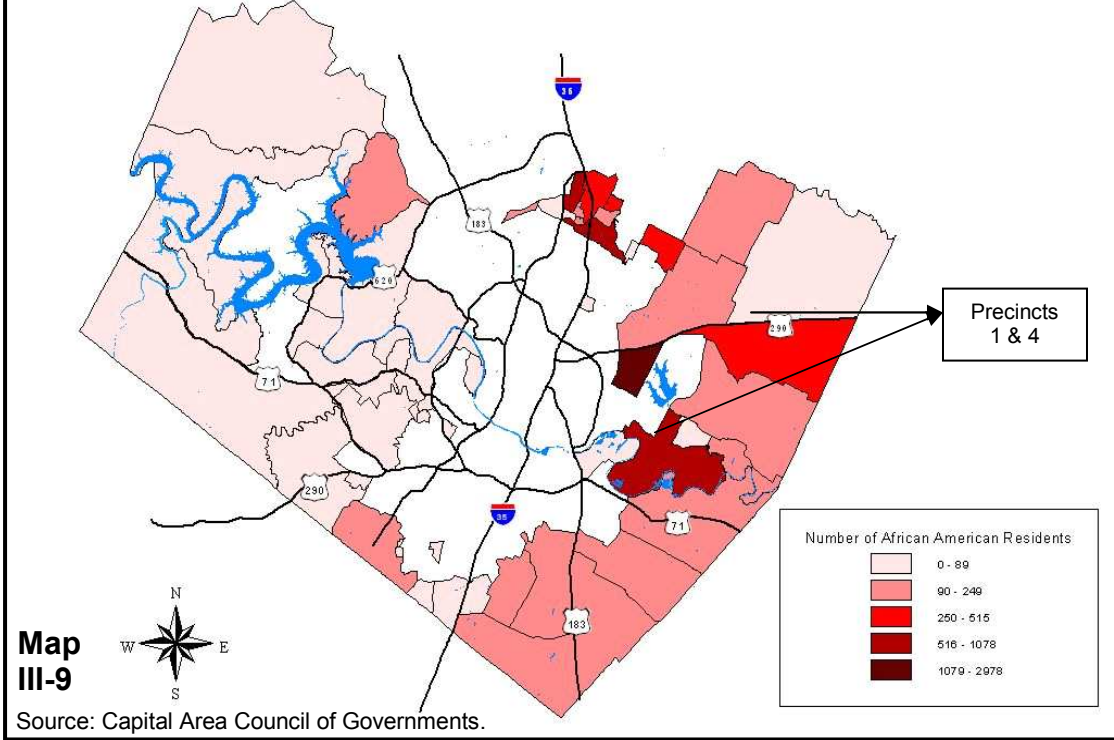 35
183
620
Precincts
1 & 4
290
71
290
35
71
183
Number of African American Residents
0 - 89
90 - 249
250 - 515
516 - 1078
1079 - 2978
N
W E
S
Map
III-9
Source: Capital Area Council of Governments.